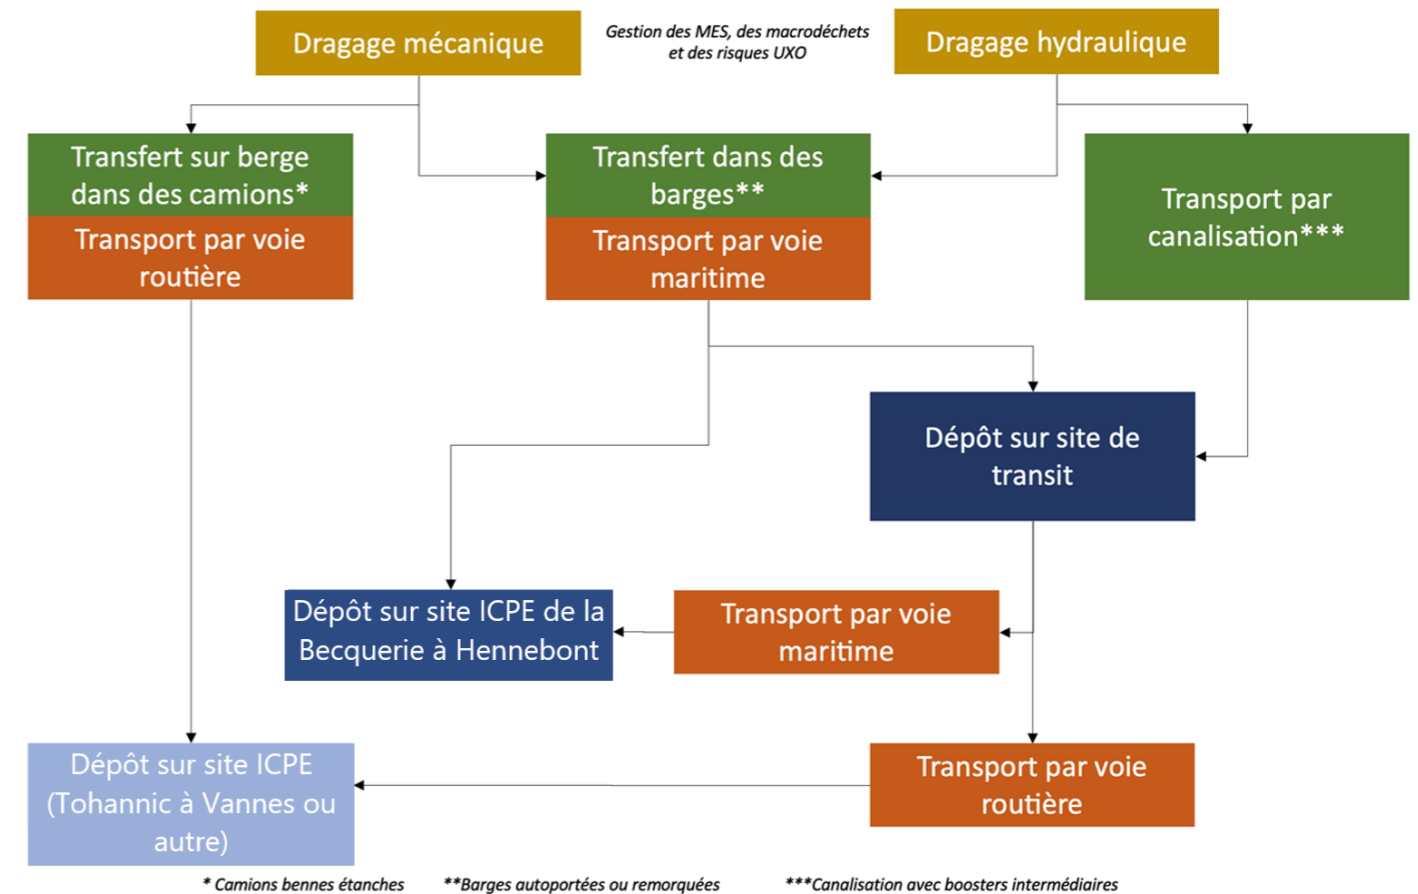 Dragage mécanique
Gestion des MES, des macrodéchets
et des risques UXO
Dragage hydraulique
Transfert sur berge
dans des camions*
Transport par voie
routière
Transfert dans des
barges**
Transport par voie
maritime
Transport par
canalisation***
Dépôt sur site de
transit
Dépôt sur site ICPE de la
Becquerie à Hennebont
Transport par voie
maritime
Dépôt sur site ICPE
(Tohannic à Vannes ou
autre)
Transport par voie
routière
* Camions bennes étanches
**Barges autoportées ou remorquées
***Canalisation avec boosters intermédiaires